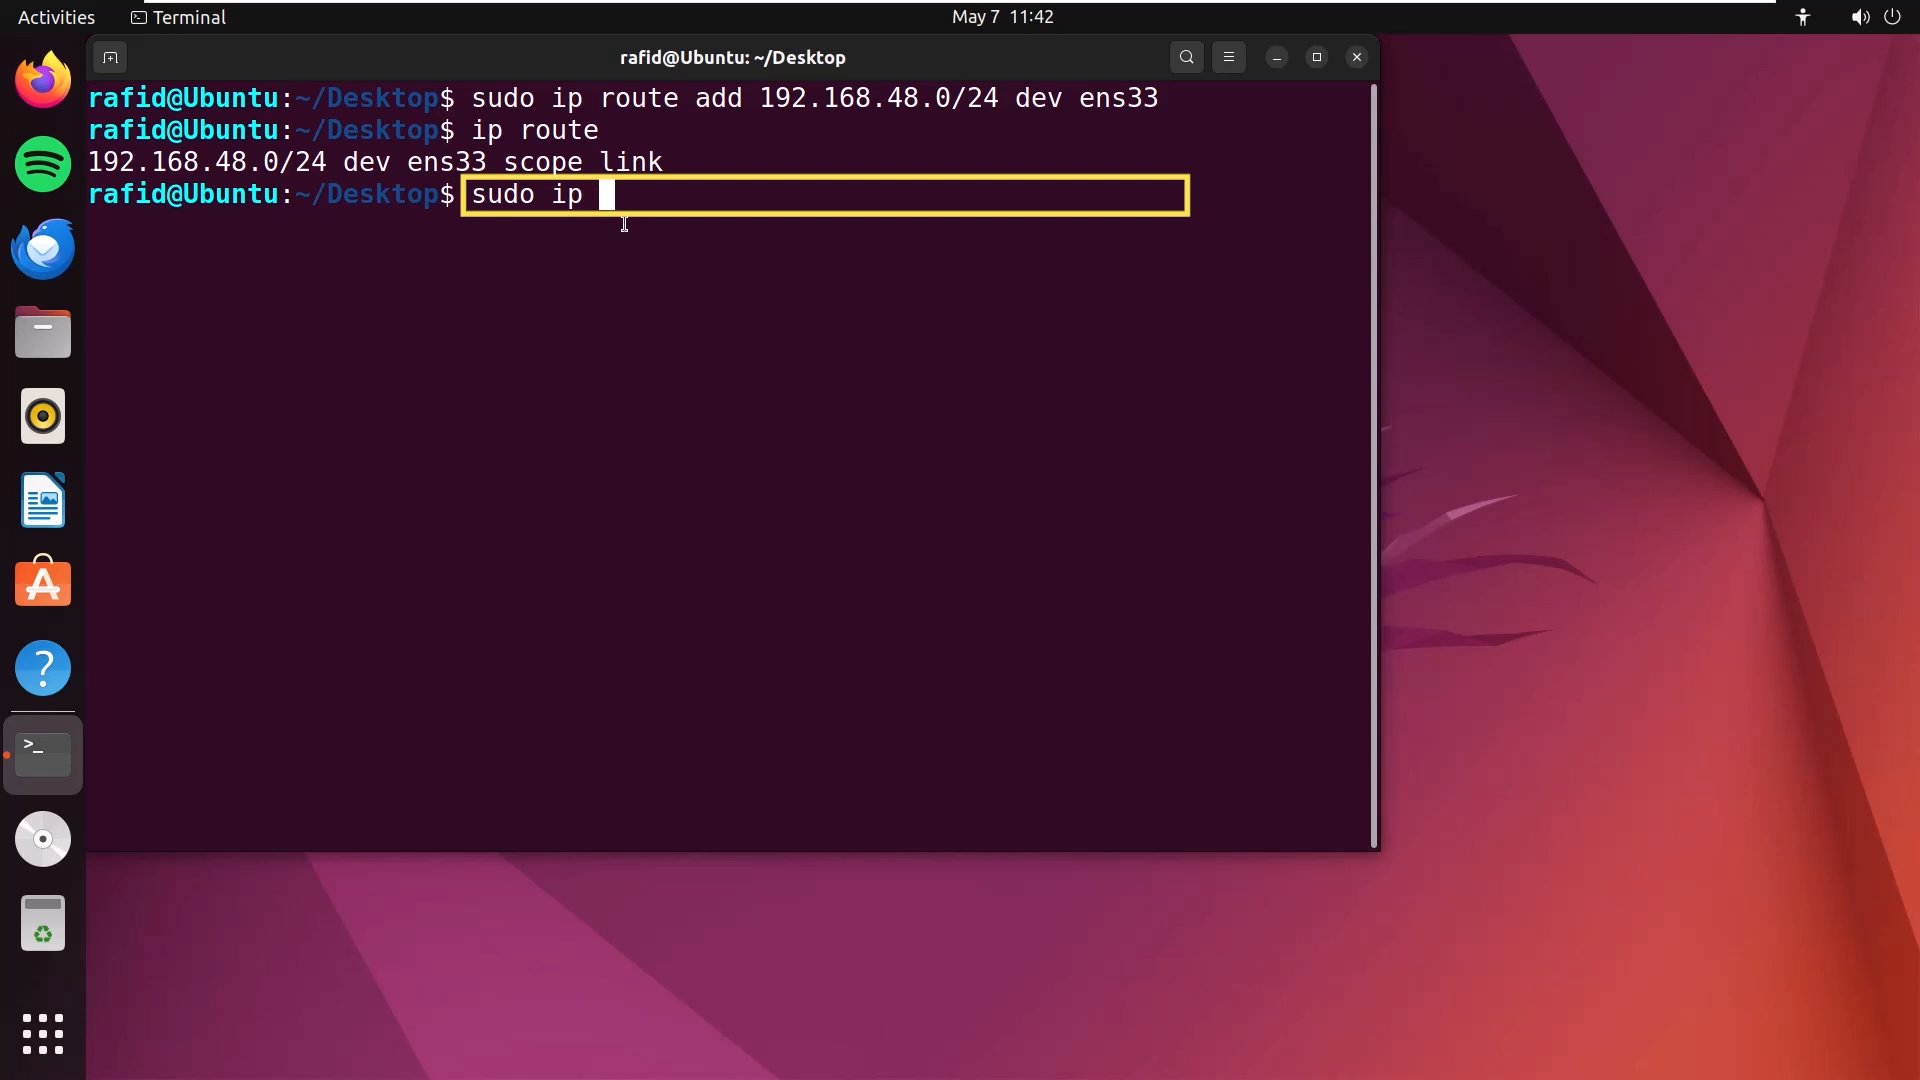 Activities Terminal May 7 11:42
rafid@Ubuntu: ~/Desktop
rafid@Ubuntu:~/Desktop$ sudo ip route add 192.168.48.0/24 dev ens33
rafid@Ubuntu:~/Desktop$ ip route
192.168.48.0/24 dev ens33 scope link
rafid@Ubuntu:~/Desktop$ sudo ip